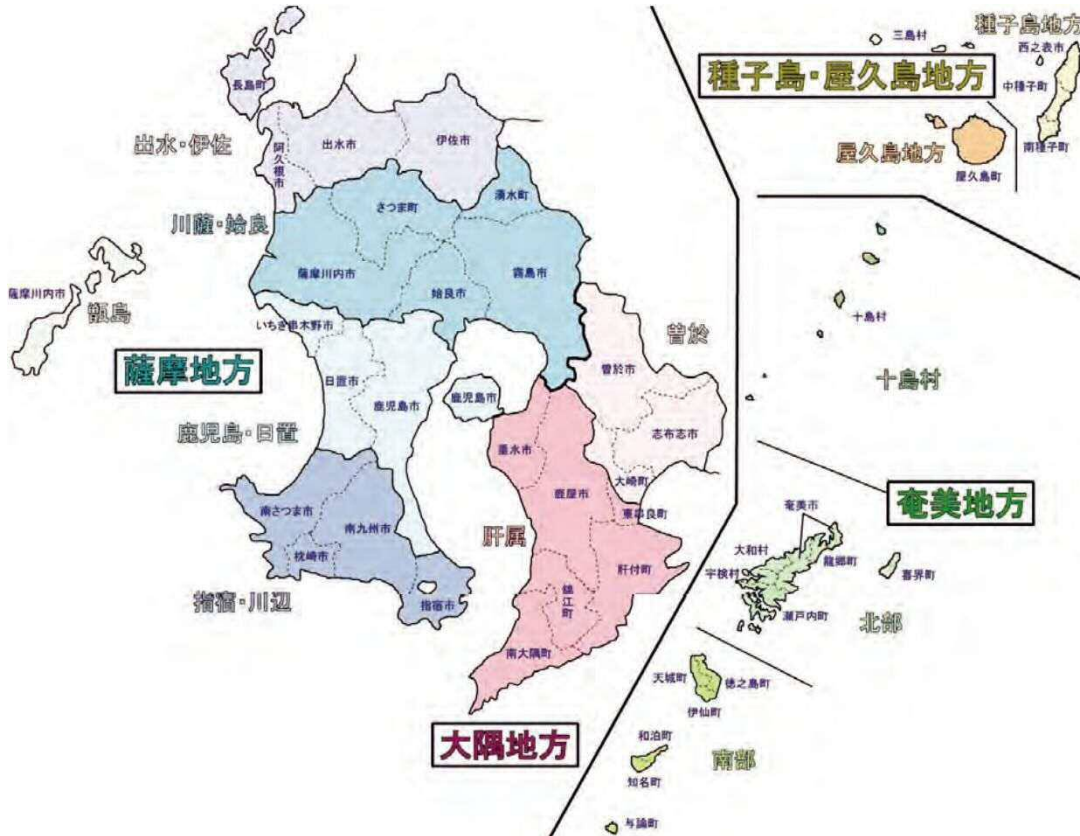 三島村
種子島地方
西之表市
種子島・屋久島地方
中種子町
南種子町
屋久島地方
屋久島町
長島町
出水・伊佐
阿久根市
出水市
伊佐市
川薩・姶良
さつま町
湧水町
薩摩川内市
姶良市
霧島市
薩摩川内市
甑島
いちき串木野市
薩摩地方
日置市
鹿児島市
鹿児島市
鹿児島・日置
曽於
曽於市
志布志市
大崎町
東串良町
垂水市
鹿屋市
肝属
肝付町
錦江町
南大隅町
大隅地方
南さつま市
南九州市
枕崎市
指宿市
指宿・川辺
十島村
十島村
奄美地方
奄美市
大和村
龍郷町
宇検村
喜界町
瀬戸内町
北部
天城町
徳之島町
伊仙町
和泊町
知名町
南部
与論町